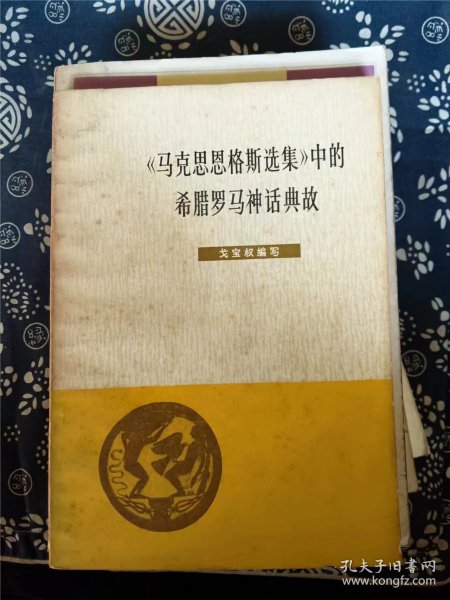 《马克思恩格斯选集》中的
希腊罗马神话典故
戈宝权编写
孔夫子旧书网
www.kongfz.com